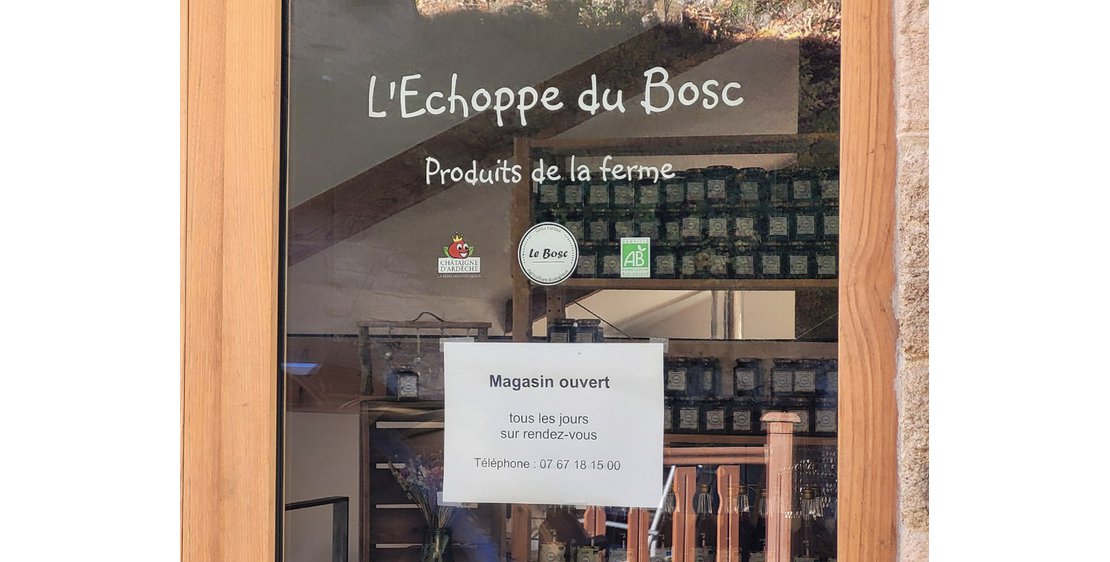 L'Echoppe du Bosc
Produits de la ferme
CHÂTAIGNE
D'ARDÈCHE
Le Bosc
AB
Magasin ouvert
tous les jours
sur rendez-vous
Téléphone : 07 67 18 15 00